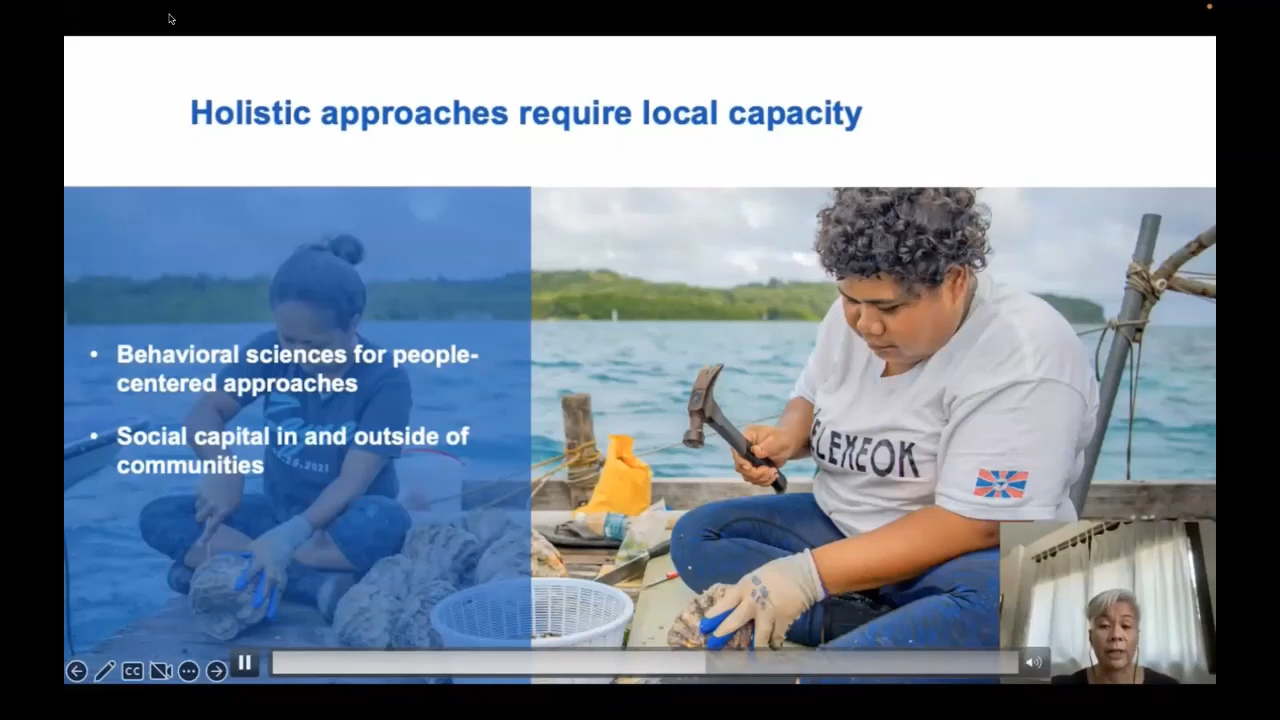 Holistic approaches require local capacity
• Behavioral sciences for people-
centered approaches
• Social capital in and outside of
communities
ELEXEOK
CC